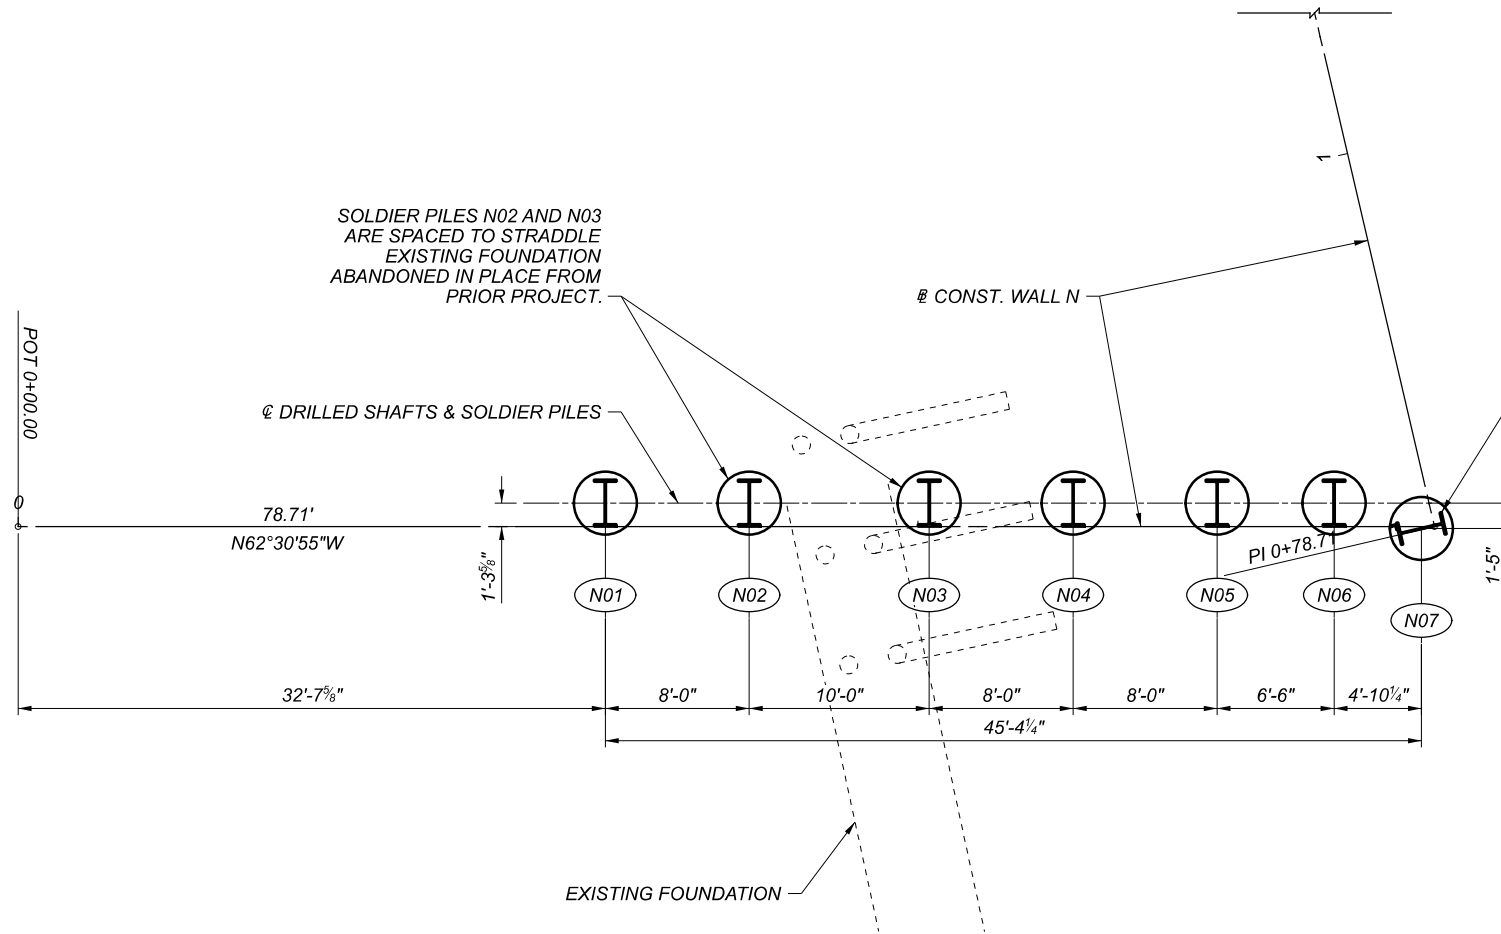 1
SOLDIER PILES N02 AND N03
ARE SPACED TO STRADDLE
EXISTING FOUNDATION
ABANDONED IN PLACE FROM
PRIOR PROJECT.
CONST. WALL N
POT 0+00.00
℄ DRILLED SHAFTS & SOLDIER PILES
0
78.71'
N62°30'55"W
1'-3⅝"
PI 0+78.71
1'-5"
N01
N02
N03
N04
N05
N06
N07
32'-7⅝"
8'-0"
10'-0"
8'-0"
8'-0"
6'-6"
4'-10¼"
45'-4¼"
EXISTING FOUNDATION